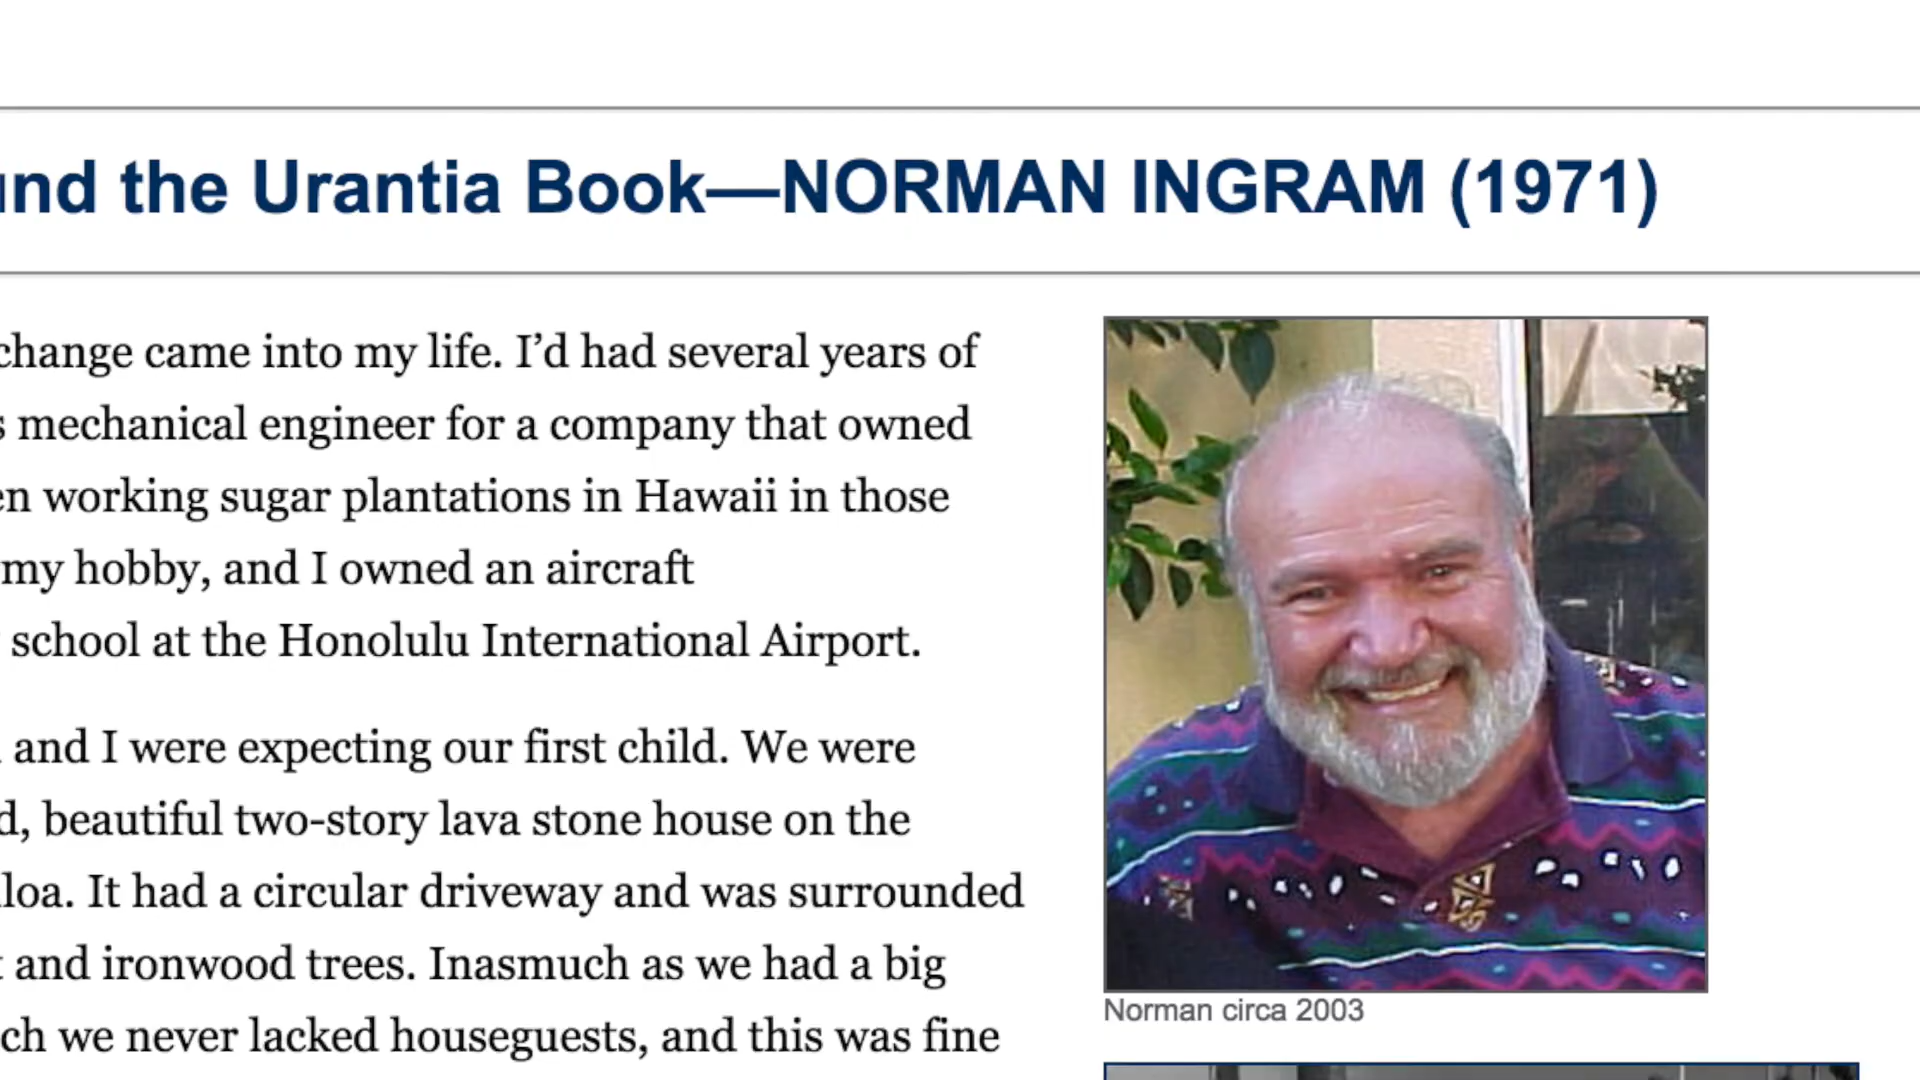 und the Urantia Book—NORMAN INGRAM (1971)
change came into my life. I’d had several years of
s mechanical engineer for a company that owned
en working sugar plantations in Hawaii in those
my hobby, and I owned an aircraft
school at the Honolulu International Airport.
and I were expecting our first child. We were
d, beautiful two-story lava stone house on the
loa. It had a circular driveway and was surrounded
t and ironwood trees. Inasmuch as we had a big
ch we never lacked houseguests, and this was fine
Norman circa 2003